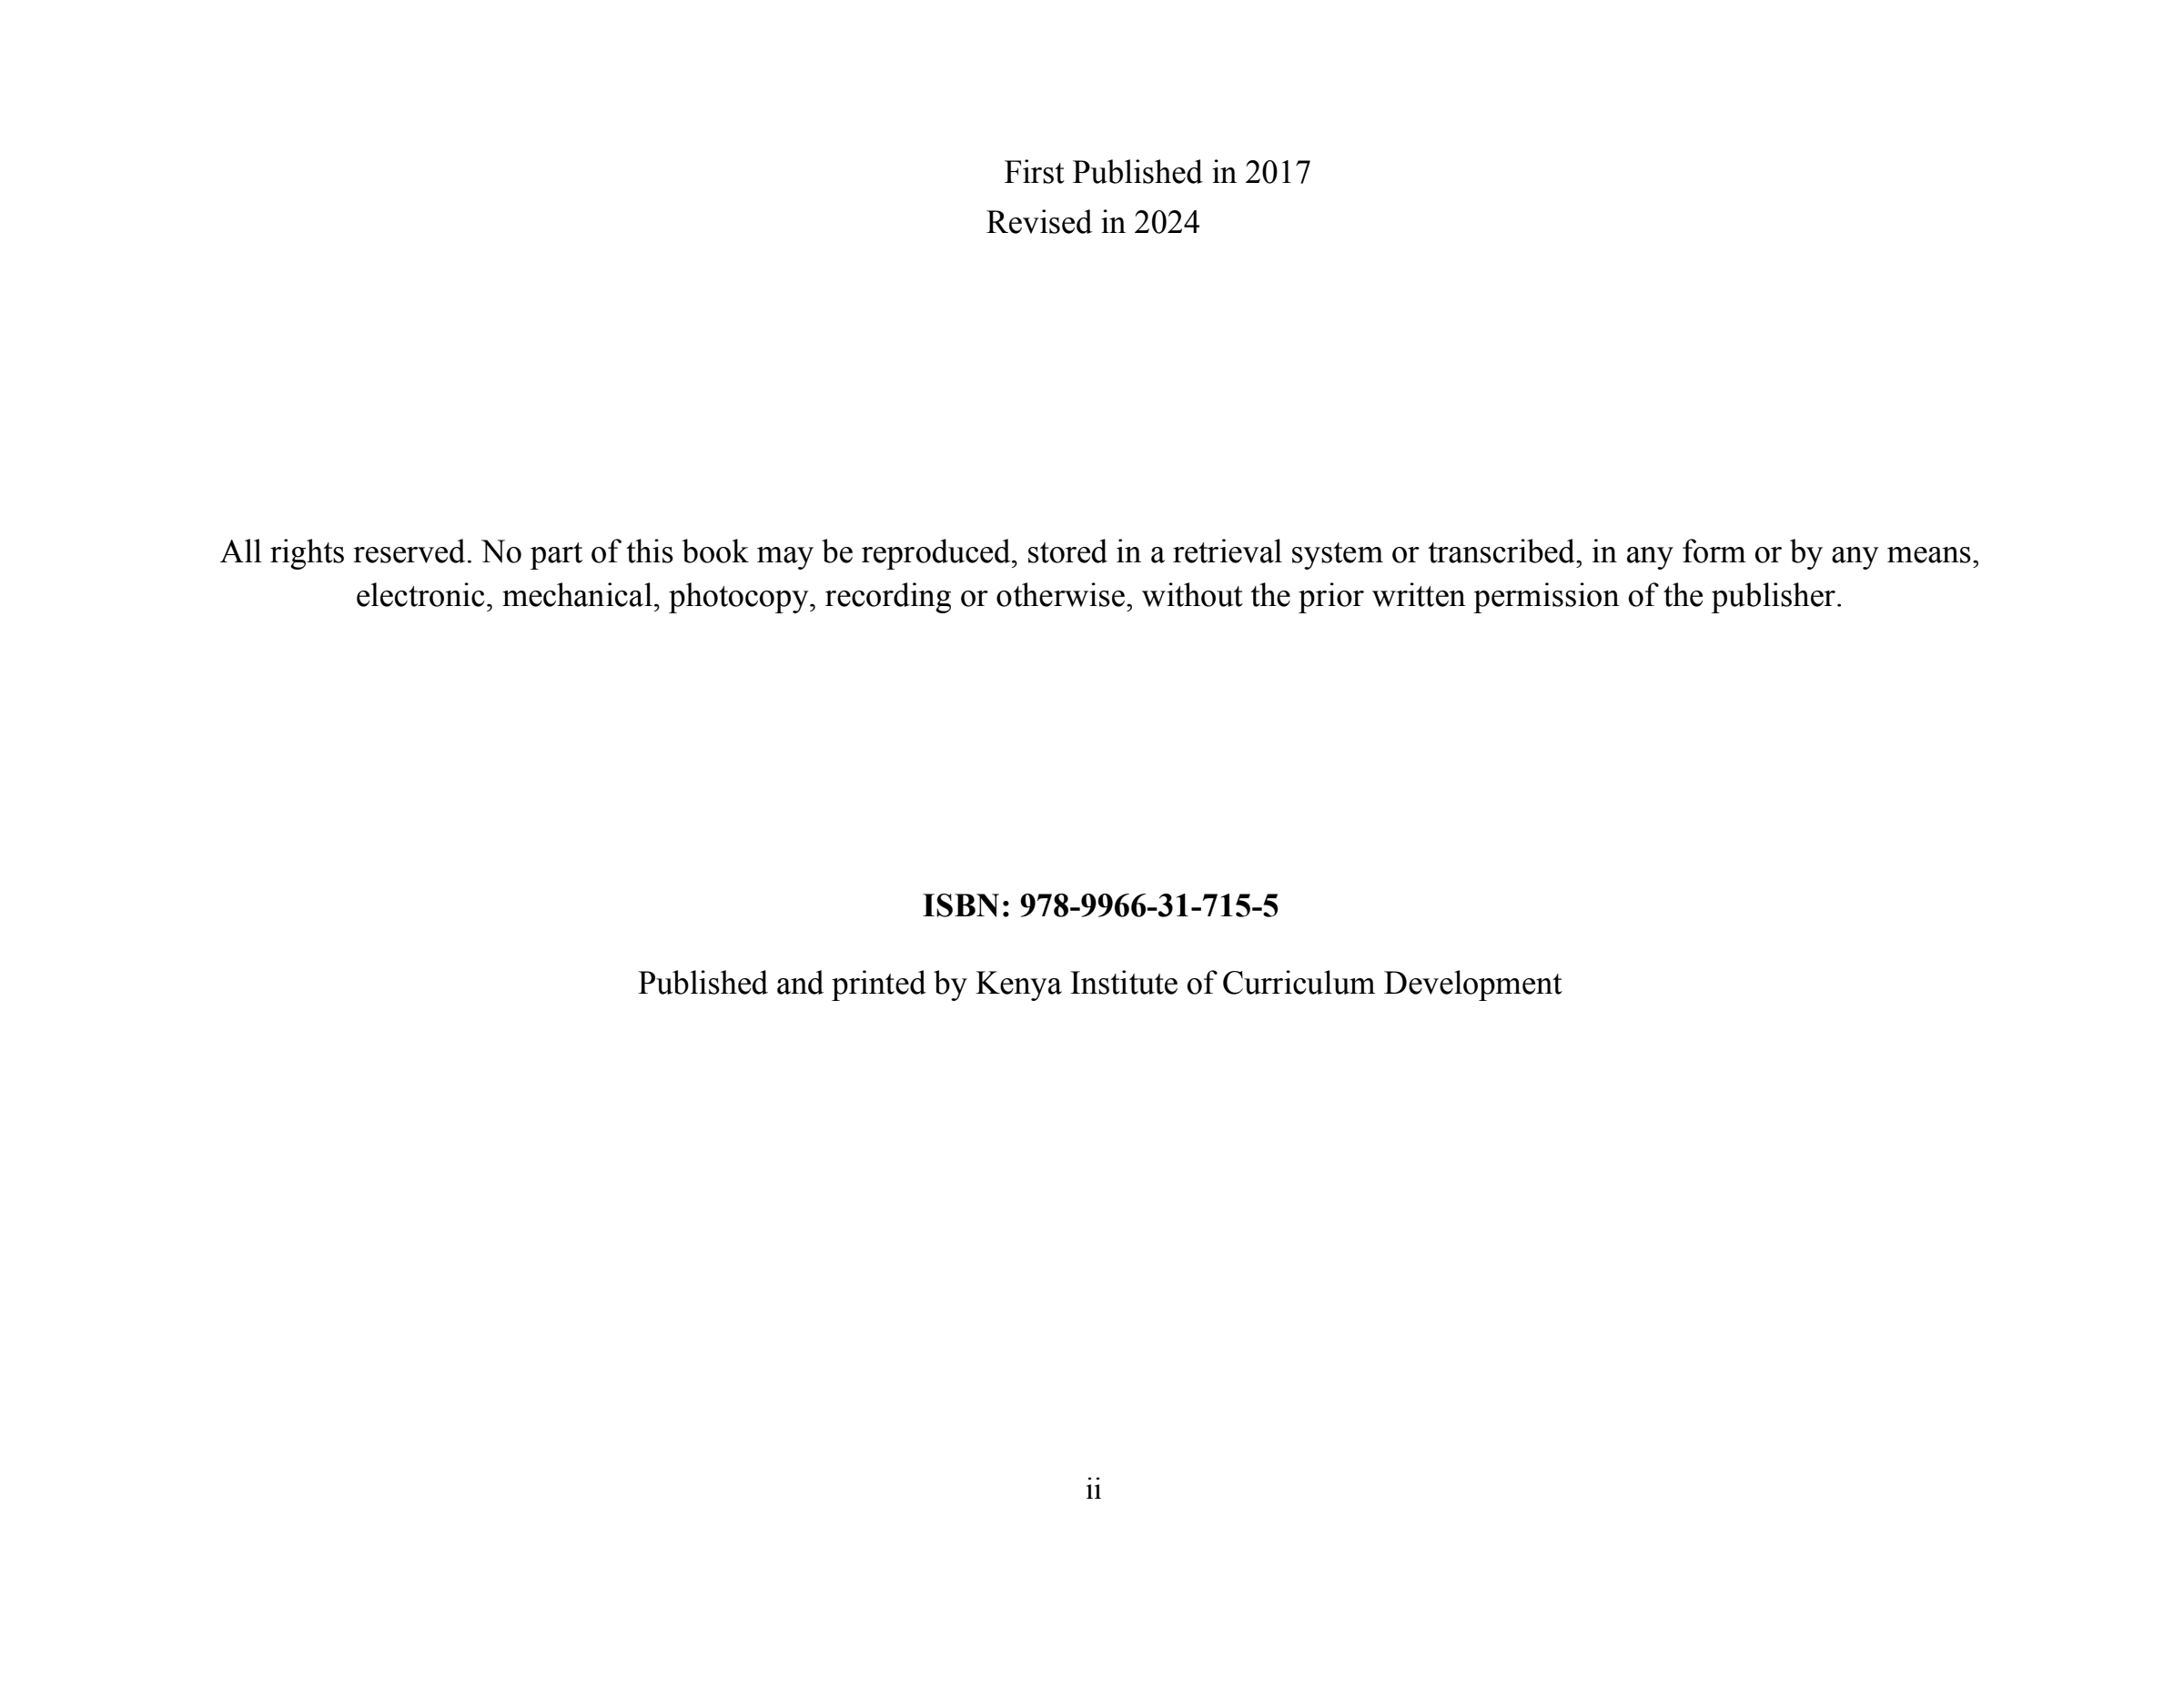 First Published in 2017
Revised in 2024
All rights reserved. No part of this book may be reproduced, stored in a retrieval system or transcribed, in any form or by any means,
electronic, mechanical, photocopy, recording or otherwise, without the prior written permission of the publisher.
ISBN: 978-9966-31-715-5
Published and printed by Kenya Institute of Curriculum Development
ii